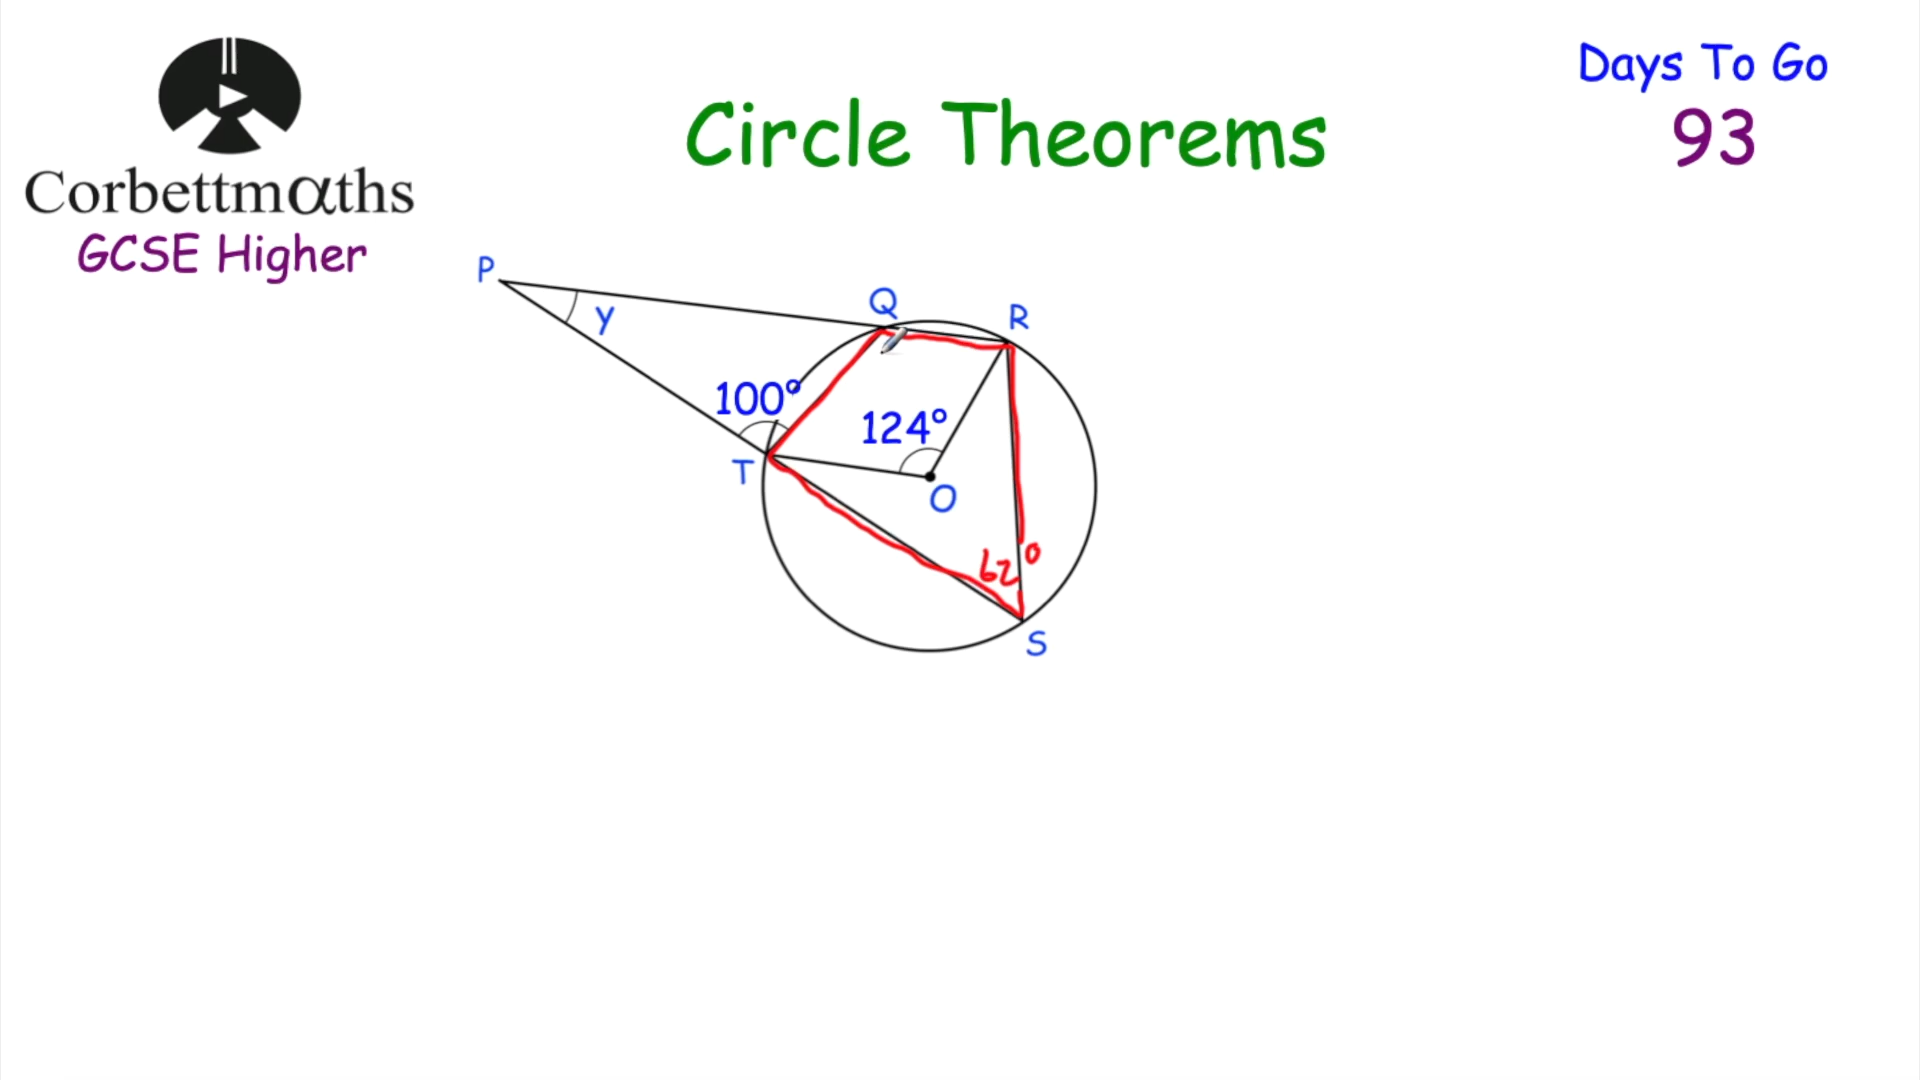 Days To Go
93
Circle Theorems
Corbettmαths
GCSE Higher
P
y
Q
R
100°
124°
T
O
62°
S